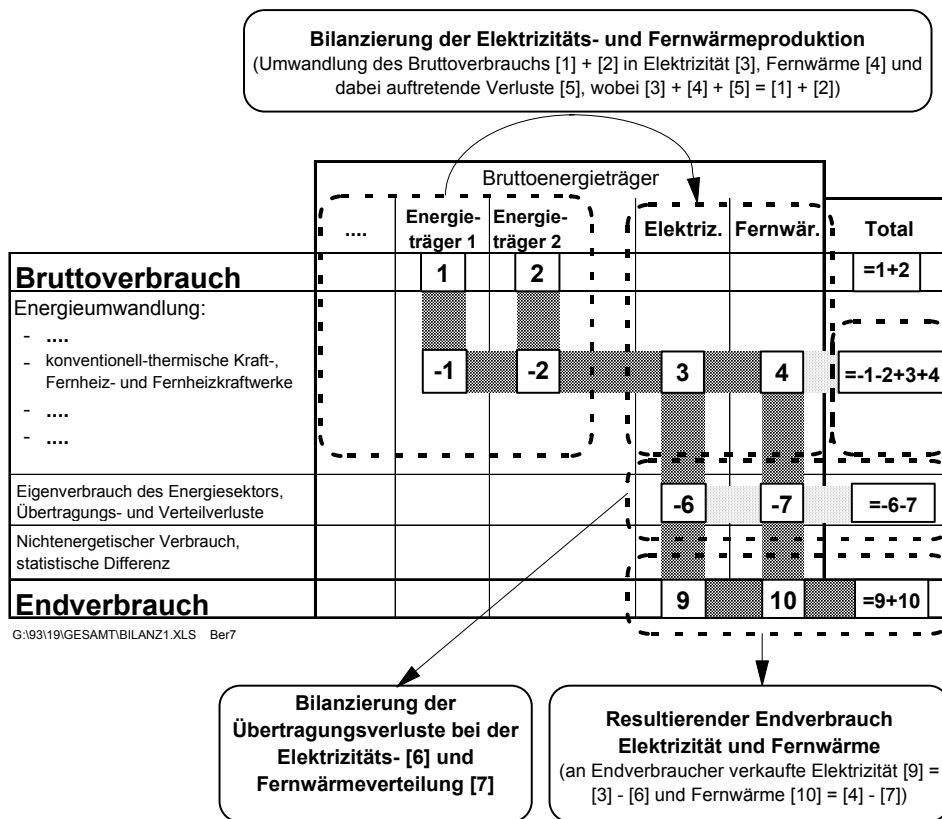 Bilanzierung der Elektrizitäts- und Fernwärmeproduktion
(Umwandlung des Bruttoverbrauchs [1] + [2] in Elektrizität [3], Fernwärme [4] und
dabei auftretende Verluste [5], wobei [3] + [4] + [5] = [1] + [2])
Bruttoenergieträger
.... Energie- Energie- Elektriz. Fernwär. Total
träger 1 träger 2
Bruttoverbrauch 1 2 =1+2
Energieumwandlung:
- ....
- konventionell-thermische Kraft-, -1 -2 3 4 =-1-2+3+4
Fernheiz- und Fernheizkraftwerke
- ....
- ....
Eigenverbrauch des Energiesektors, -6 -7 =-6-7
Übertragungs- und Verteilverluste
Nichtenergetischer Verbrauch,
statistische Differenz
Endverbrauch 9 10 =9+10
G:\93\19\GESAMT\BILANZ1.XLS Ber7
Bilanzierung der
Übertragungsverluste bei der
Elektrizitäts- [6] und
Fernwärmeverteilung [7]
Resultierender Endverbrauch
Elektrizität und Fernwärme
(an Endverbraucher verkaufte Elektrizität [9] =
[3] - [6] und Fernwärme [10] = [4] - [7])